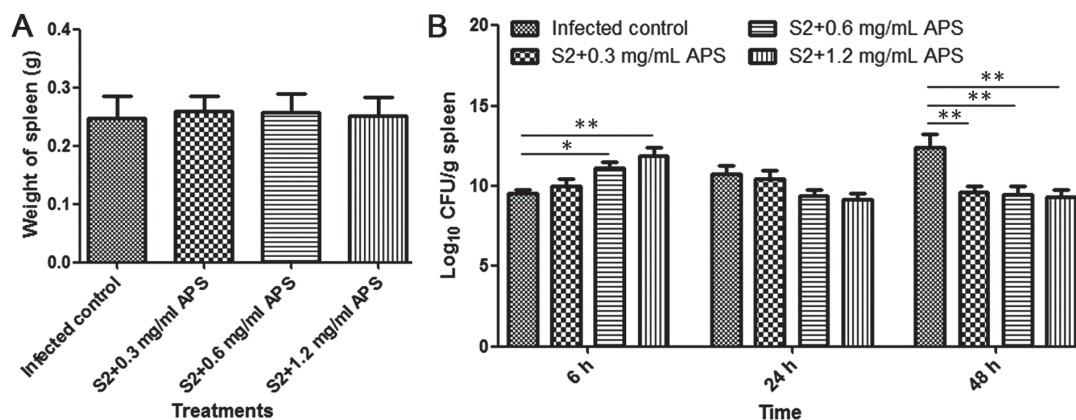 A
Weight of spleen (g)
0.4
0.3
0.2
0.1
0.0
Infected control
S2+0.3 mg/ml APS
S2+0.6 mg/ml APS
S2+1.2 mg/ml APS
Treatments
B
Infected control
S2+0.3 mg/mL APS
S2+0.6 mg/mL APS
S2+1.2 mg/mL APS
Log10 CFU/g spleen
20
15
10
5
0
**
*
**
**
**
6 h
24 h
48 h
Time